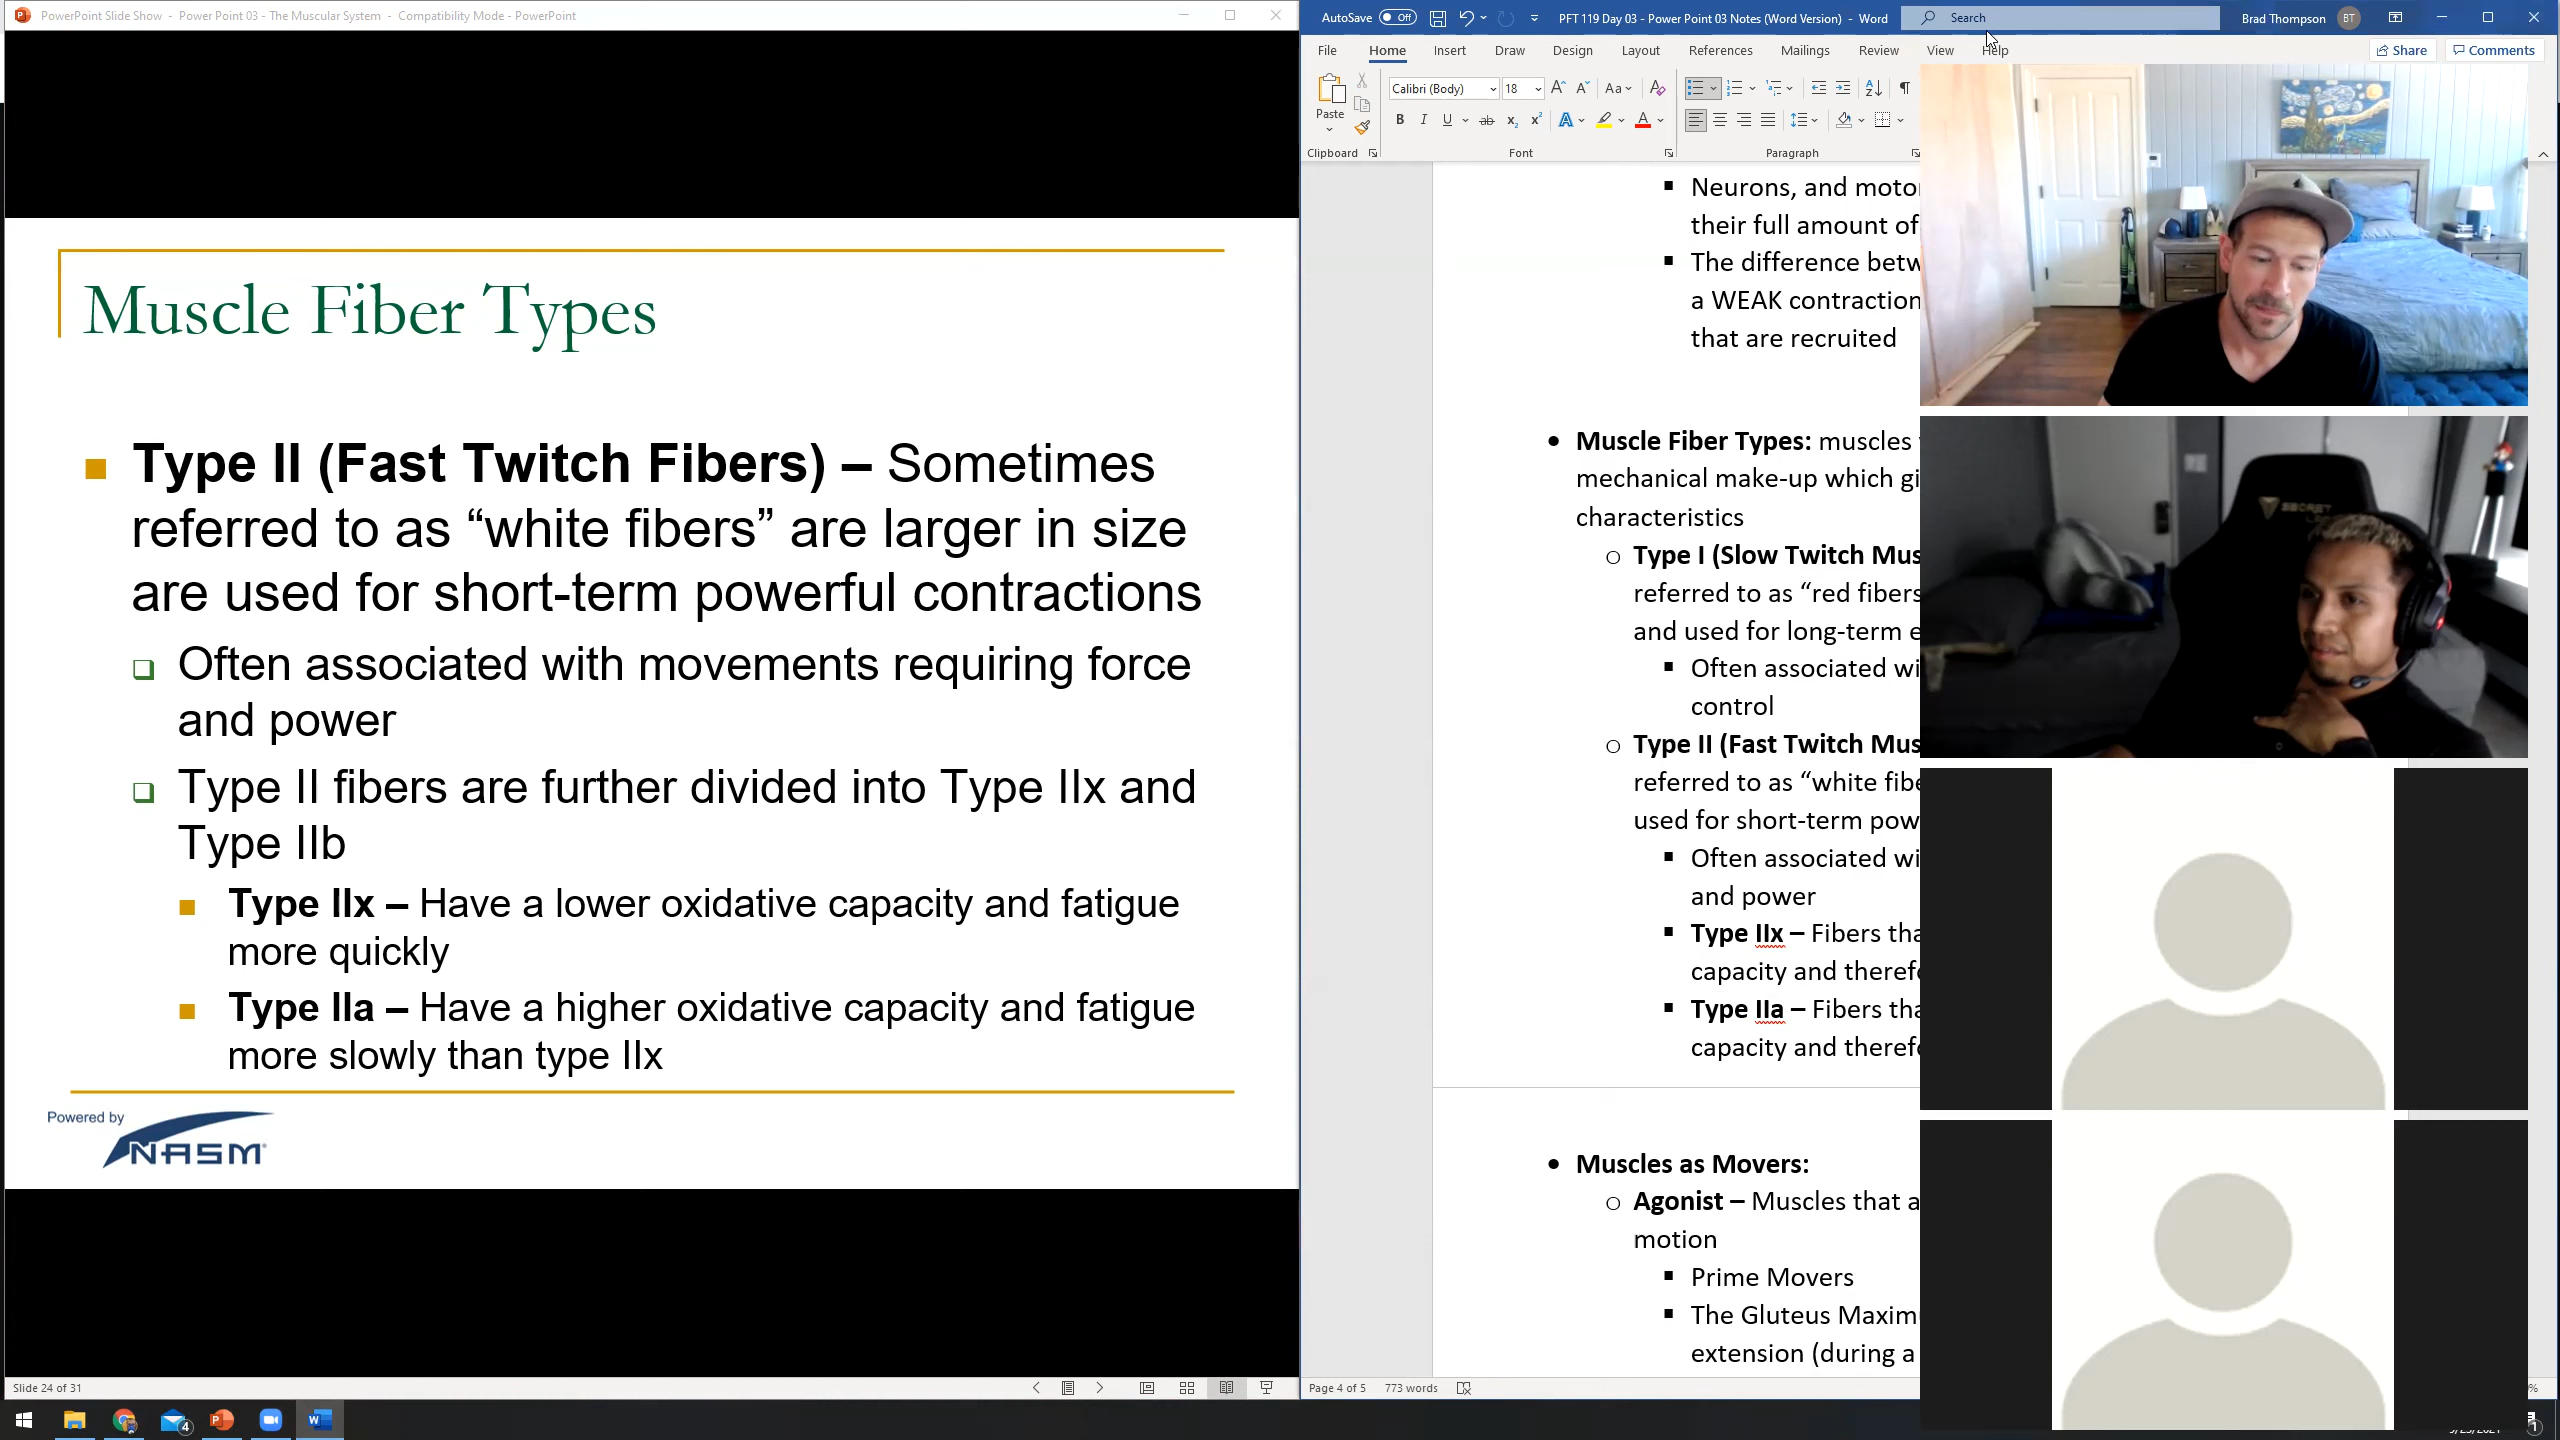 PowerPoint Slide Show - Power Point 03 - The Muscular System - Compatibility Mode - PowerPoint
Muscle Fiber Types
Type II (Fast Twitch Fibers) – Sometimes
referred to as “white fibers” are larger in size
are used for short-term powerful contractions
Often associated with movements requiring force
and power
Type II fibers are further divided into Type IIx and
Type IIb
Type IIx – Have a lower oxidative capacity and fatigue
more quickly
Type IIa – Have a higher oxidative capacity and fatigue
more slowly than type IIx
Powered by
NASM
Slide 24 of 31
AutoSave Off
PFT 119 Day 03 - Power Point 03 Notes (Word Version) - Word
Search
Brad Thompson BT
File Home Insert Draw Design Layout References Mailings Review View Help
Share Comments
Paste
Calibri (Body) 18
Clipboard Font Paragraph
Neurons, and moto
their full amount of
The difference betw
a WEAK contraction
that are recruited
Muscle Fiber Types: muscles
mechanical make-up which gi
characteristics
Type I (Slow Twitch Mus
referred to as “red fibers
and used for long-term e
Often associated wi
control
Type II (Fast Twitch Mus
referred to as “white fibe
used for short-term pow
Often associated wi
and power
Type IIx – Fibers tha
capacity and therefo
Type IIa – Fibers tha
capacity and therefo
Muscles as Movers:
Agonist – Muscles that a
motion
Prime Movers
The Gluteus Maxim
extension (during a
Page 4 of 5 773 words
SECRET